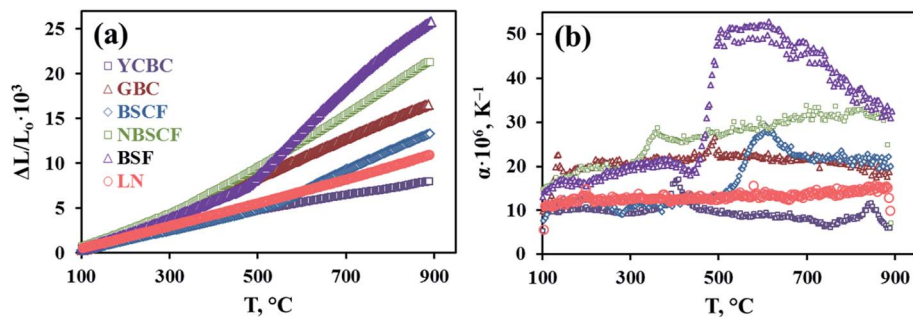 (a)
ΔL/L₀·10³
25
20
15
10
5
0
YCBC
GBC
BSCF
NBSCF
BSF
LN
100 300 500 700 900
T, °C
(b)
α·10⁶, K⁻¹
50
40
30
20
10
0
100 300 500 700 900
T, °C